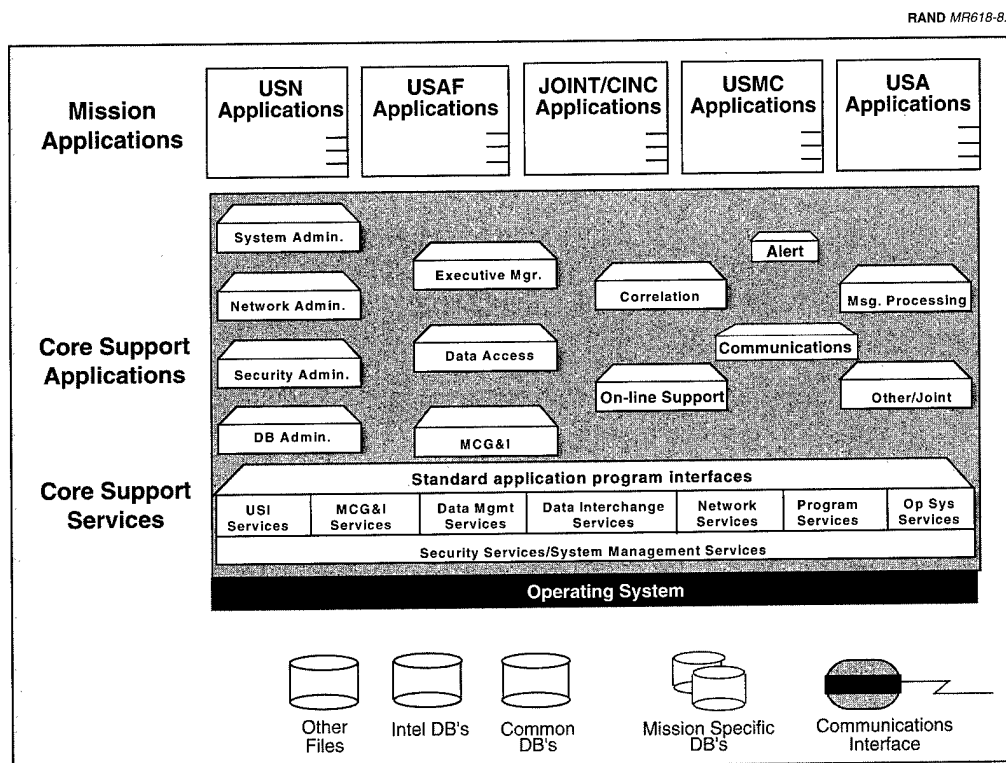 RAND MR618-8.
Mission
Applications
USN
Applications
USAF
Applications
JOINT/CINC
Applications
USMC
Applications
USA
Applications
Core Support
Applications
System Admin.
Network Admin.
Security Admin.
DB Admin.
Executive Mgr.
Data Access
MCG&I
Correlation
On-line Support
Alert
Communications
Msg. Processing
Other/Joint
Core Support
Services
Standard application program interfaces
USI
Services
MCG&I
Services
Data Mgmt
Services
Data Interchange
Services
Network
Services
Program
Services
Op Sys
Services
Security Services/System Management Services
Operating System
Other
Files
Intel DB's
Common
DB's
Mission Specific
DB's
Communications
Interface